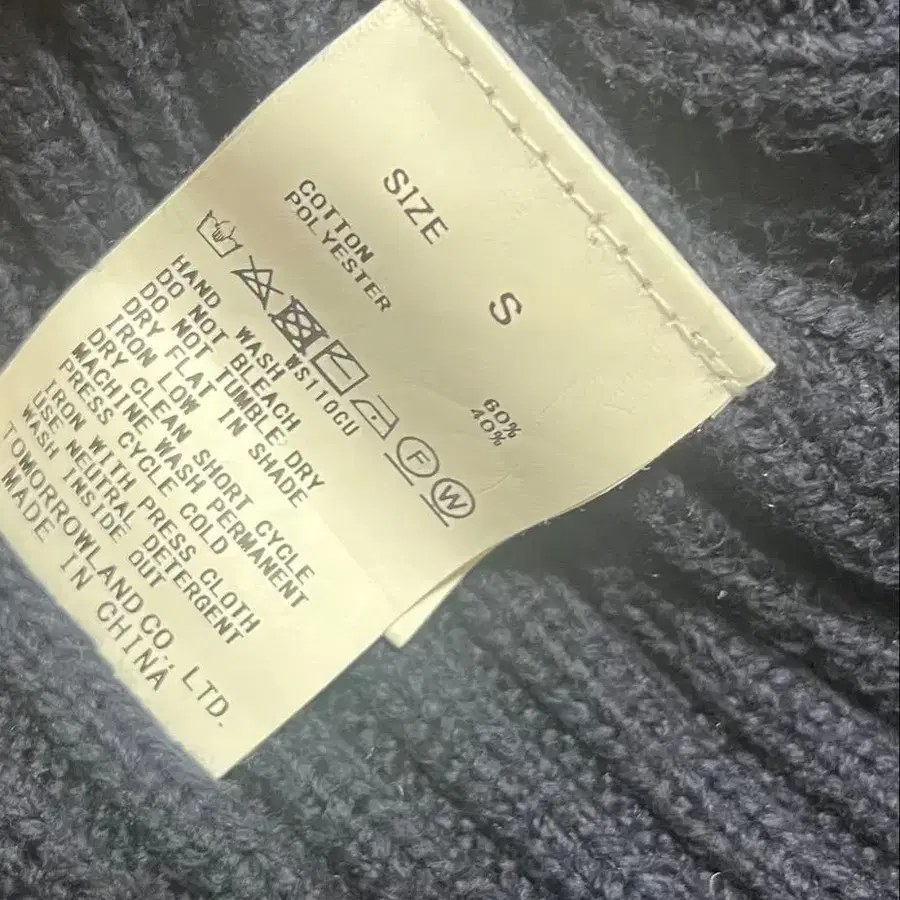 SIZE S
COTTON 60%
POLYESTER 40%
F W
WS110CU
HAND WASH
DO NOT BLEACH
DO NOT TUMBLE DRY
DRY FLAT IN SHADE
IRON LOW
DRY CLEAN SHORT CYCLE
MACHINE WASH PERMANENT
PRESS CYCLE COLD
IRON WITH PRESS CLOTH
USE NEUTRAL DETERGENT
WASH INSIDE OUT
TOMORROWLAND CO., LTD.
MADE IN CHINA